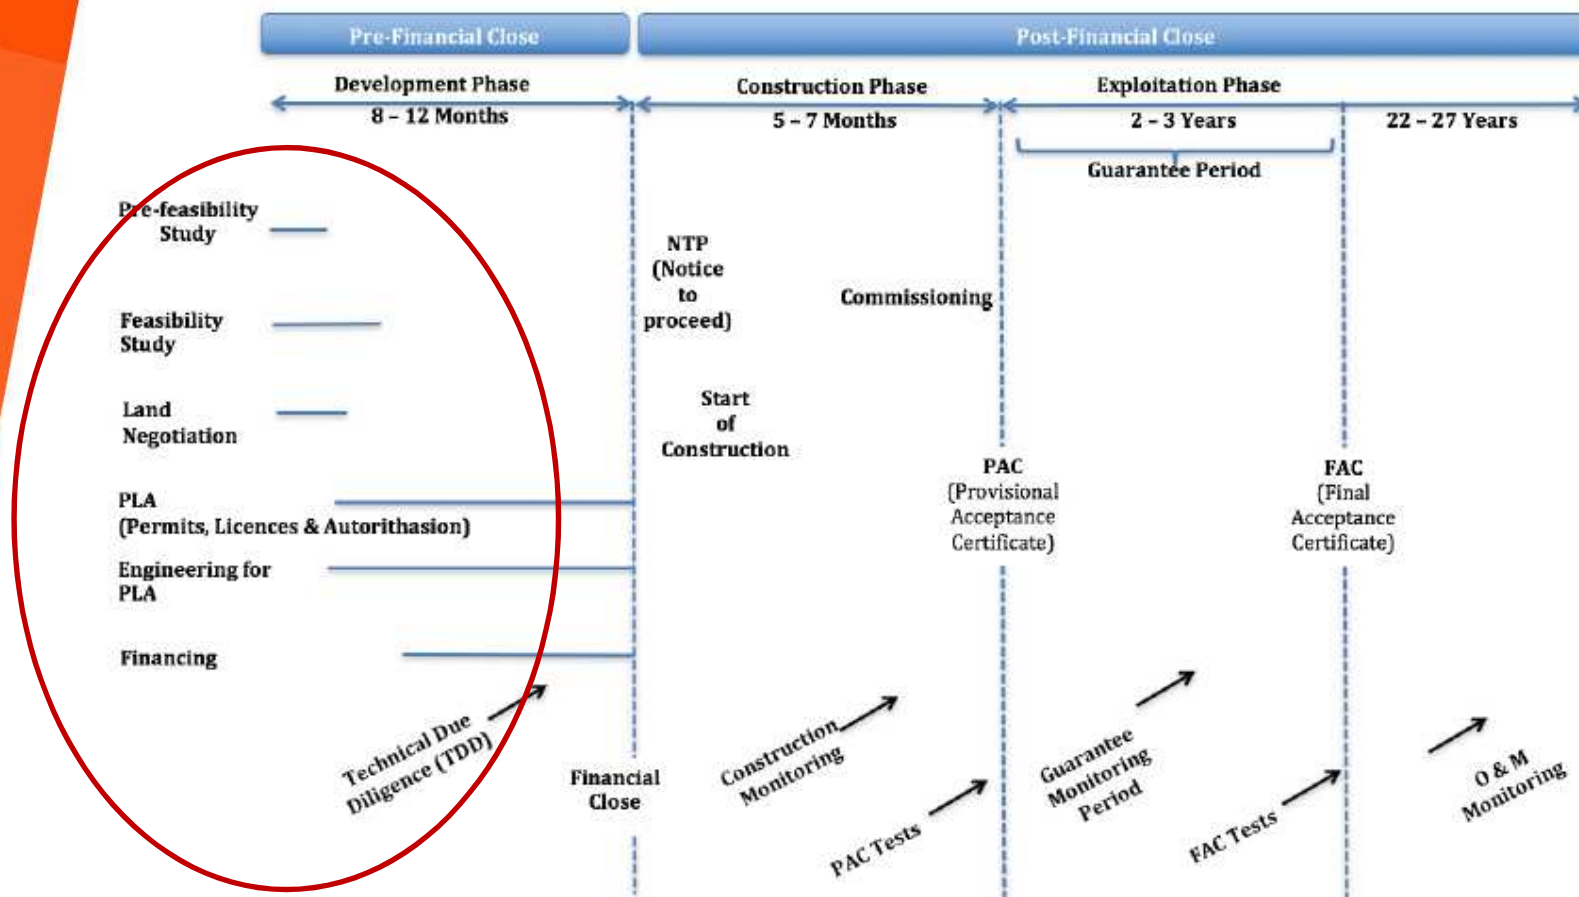 Pre-Financial Close
Post-Financial Close
Development Phase
8 – 12 Months
Construction Phase
5 – 7 Months
Exploitation Phase
2 – 3 Years
22 – 27 Years
Guarantee Period
Pre-feasibility
Study
Feasibility
Study
Land
Negotiation
PLA
(Permits, Licences & Autorithasion)
Engineering for
PLA
Financing
Technical Due
Diligence (TDD)
Financial
Close
NTP
(Notice
to
proceed)
Start
of
Construction
Commissioning
Construction
Monitoring
PAC Tests
PAC
(Provisional
Acceptance
Certificate)
Guarantee
Monitoring
Period
FAC Tests
FAC
(Final
Acceptance
Certificate)
O & M
Monitoring